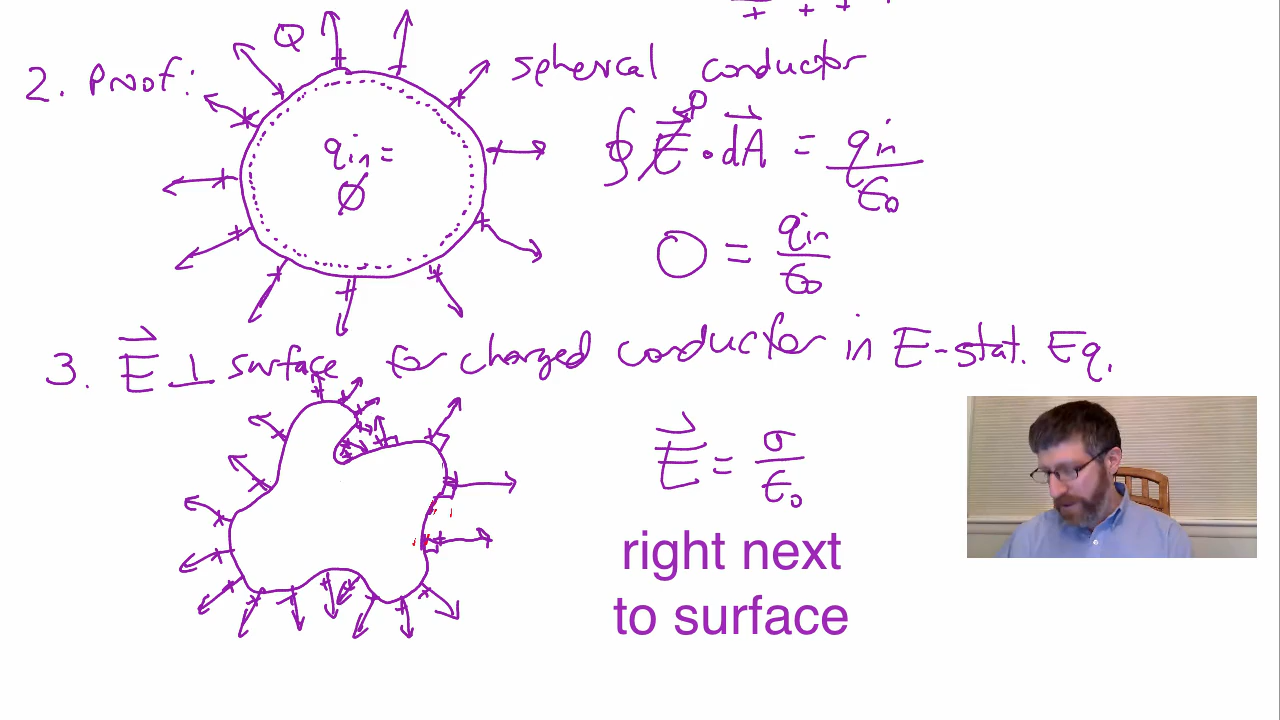 + + + +
2. Proof:
Q
spherical conductor
q_in =
∅
∮ E⃗ → 0 • dA⃗ = q_in / ε₀
0 = q_in / ε₀
3. E⃗ ⊥ surface for charged conductor in E-stat. Eq.
E⃗ = σ / ε₀
right next
to surface